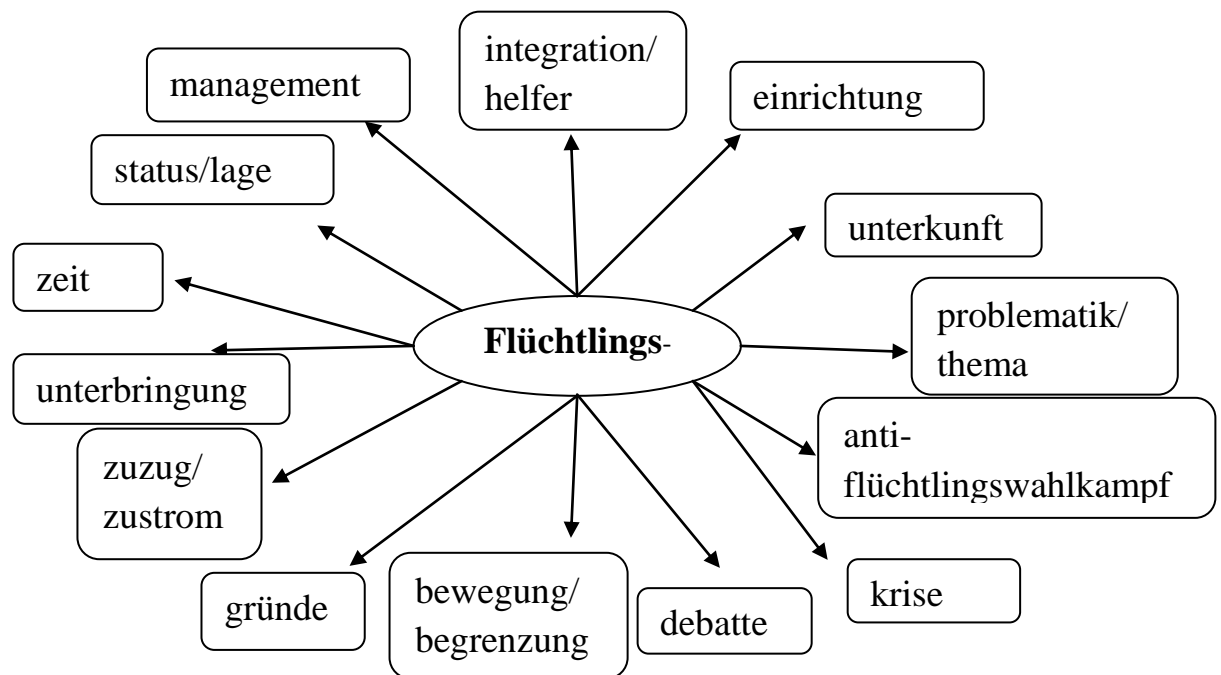 integration/
helfer
management
einrichtung
status/lage
unterkunft
zeit
problematik/
thema
Flüchtlings-
unterbringung
anti-
flüchtlingswahlkampf
zuzug/
zustrom
gründe
bewegung/
begrenzung
debatte
krise